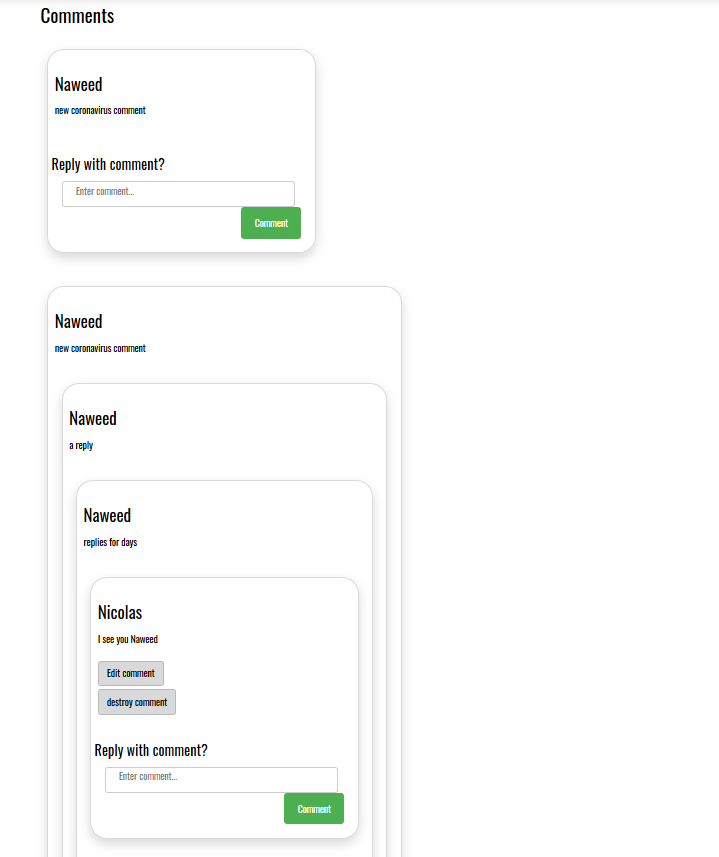 Comments
Naweed
new coronavirus comment
Reply with comment?
Enter comment...
Comment
Naweed
new coronavirus comment
Naweed
a reply
Naweed
replies for days
Nicolas
I see you Naweed
Edit comment
destroy comment
Reply with comment?
Enter comment...
Comment